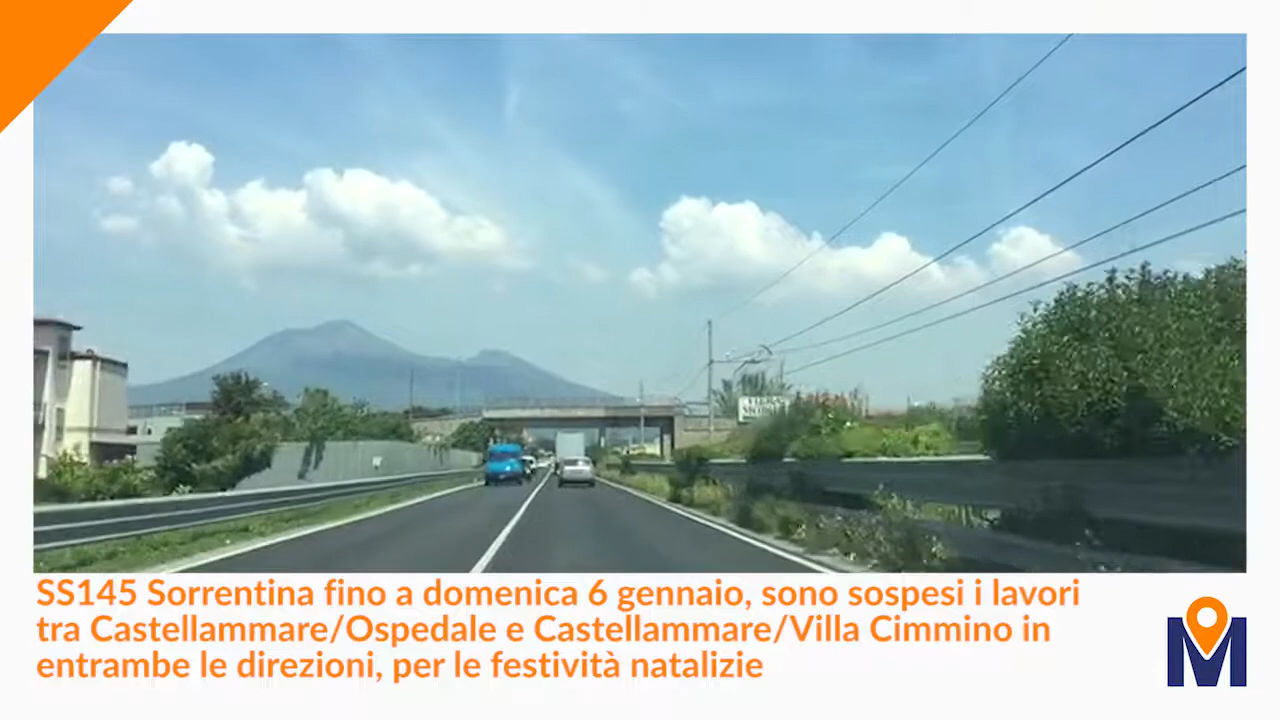 SS145 Sorrentina fino a domenica 6 gennaio, sono sospesi i lavori
tra Castellammare/Ospedale e Castellammare/Villa Cimmino in
entrambe le direzioni, per le festività natalizie
M